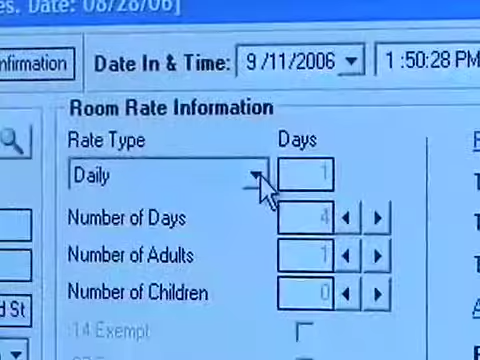 es. Date: 08/28/06]
nfirmation
Date In & Time: 9 /11/2006 1 :50:28 PM
Room Rate Information
Rate Type Days
Daily 1
Number of Days 4
Number of Adults 1
Number of Children 0
d St
14 Exempt